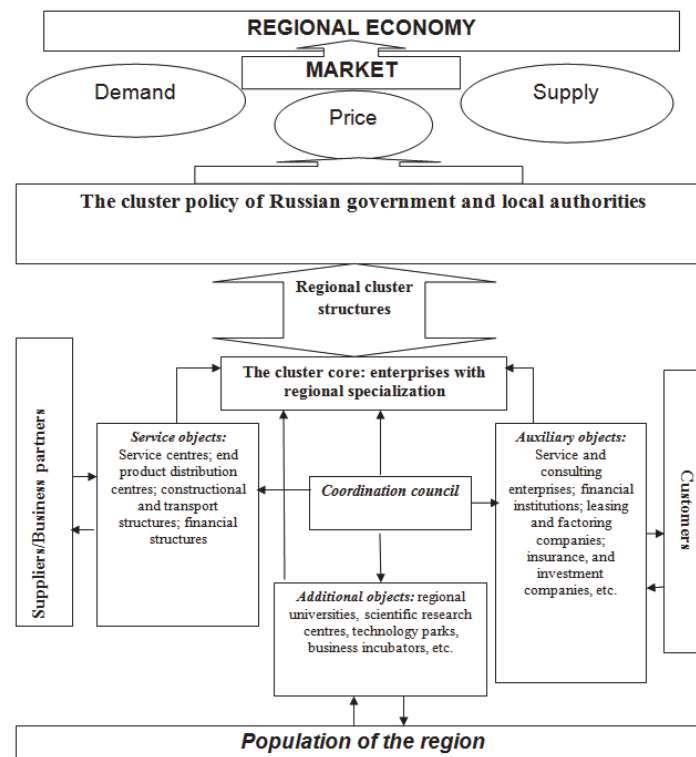 REGIONAL ECONOMY
MARKET
Demand
Price
Supply
The cluster policy of Russian government and local authorities
Regional cluster
structures
The cluster core: enterprises with
regional specialization
Suppliers/Business partners
Service objects:
Service centres; end
product distribution
centres; constructional
and transport
structures; financial
structures
Coordination council
Auxiliary objects:
Service and
consulting
enterprises; financial
institutions; leasing
and factoring
companies;
insurance, and
investment
companies, etc.
Customers
Additional objects: regional
universities, scientific research
centres, technology parks,
business incubators, etc.
Population of the region